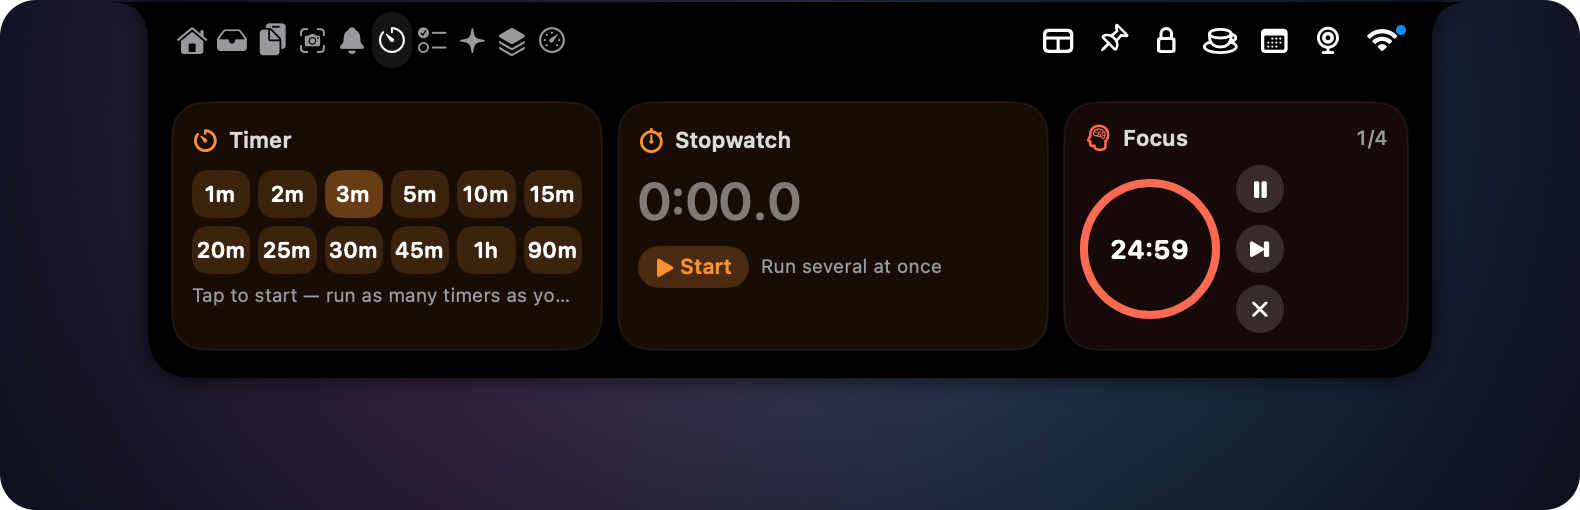 Timer
1m 2m 3m 5m 10m 15m
20m 25m 30m 45m 1h 90m
Tap to start — run as many timers as yo...
Stopwatch
0:00.0
Start Run several at once
Focus 1/4
24:59